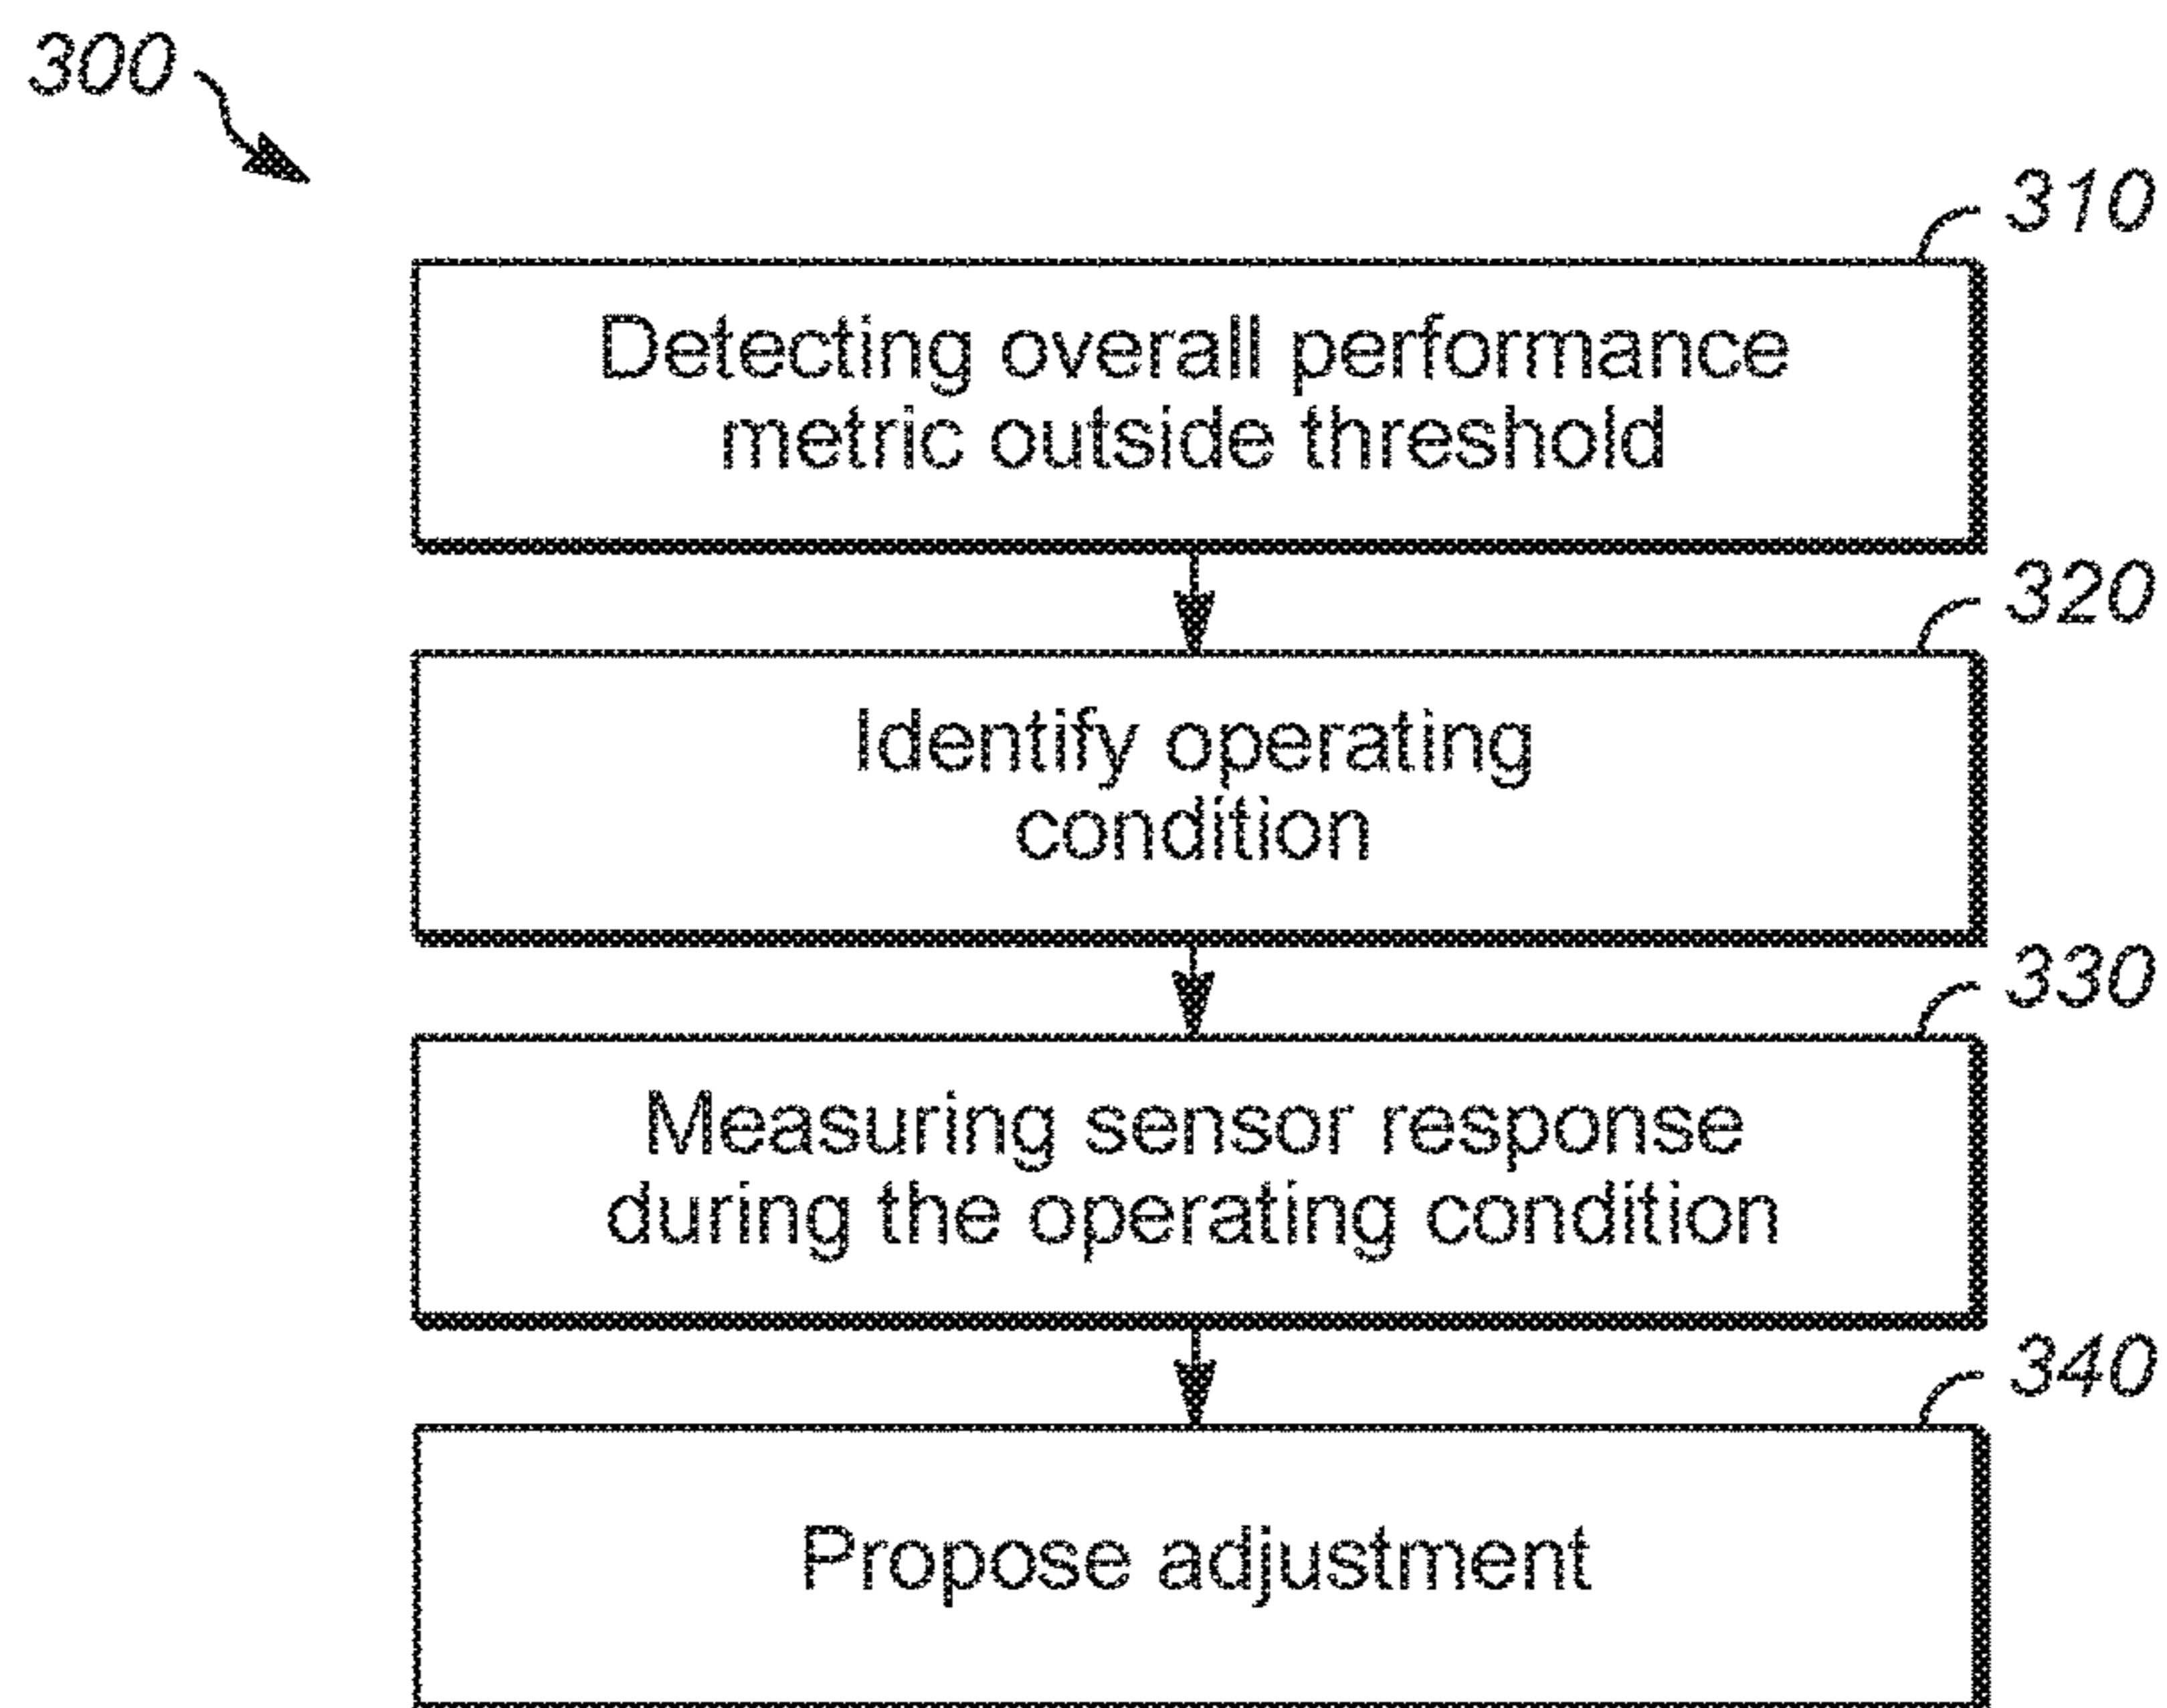 300
310
Detecting overall performance
metric outside threshold
320
Identify operating
condition
330
Measuring sensor response
during the operating condition
340
Propose adjustment